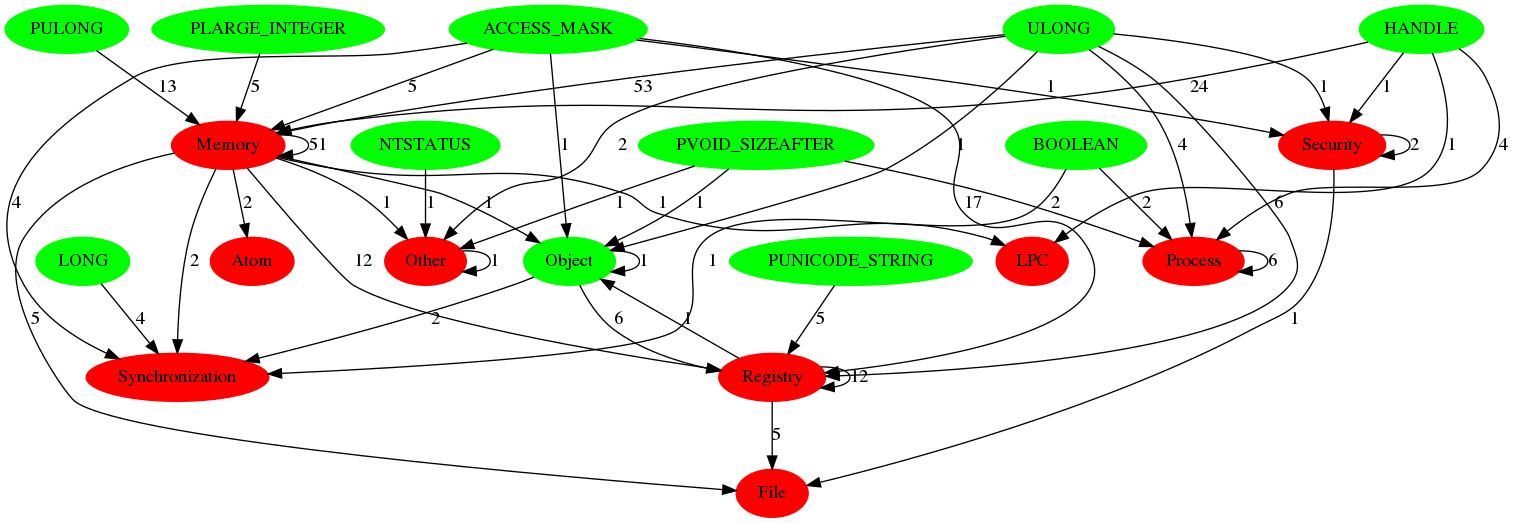 PULONG
PLARGE_INTEGER
ACCESS_MASK
ULONG
HANDLE
13
5
5
53
1
24
1
1
Memory
51
NTSTATUS
1
2
PVOID_SIZEAFTER
1
BOOLEAN
4
Security
2
1
4
4
2
1
1
1
1
1
1
17
2
2
6
LONG
2
Atom
12
Other
1
Object
1
1
PUNICODE_STRING
LPC
Process
6
5
4
2
6
1
5
1
Synchronization
Registry
12
5
File